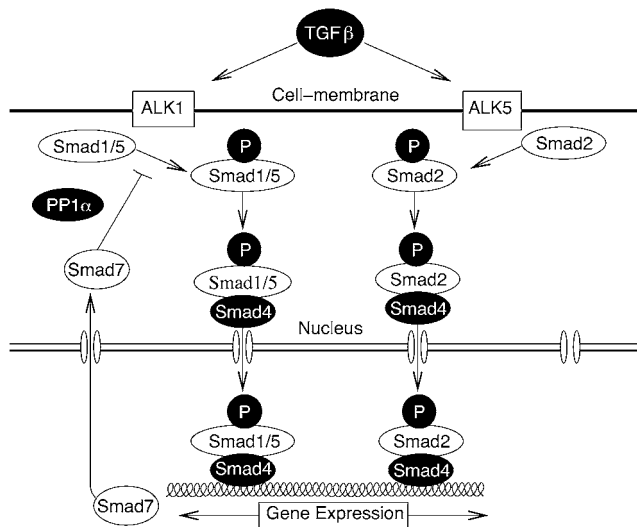 TGFβ
ALK1
Cell-membrane
ALK5
Smad1/5
P
P
Smad2
Smad1/5
Smad2
PP1α
P
P
Smad7
Smad1/5
Smad2
Smad4
Smad4
Nucleus
P
P
Smad1/5
Smad2
Smad4
Smad4
Smad7
Gene Expression